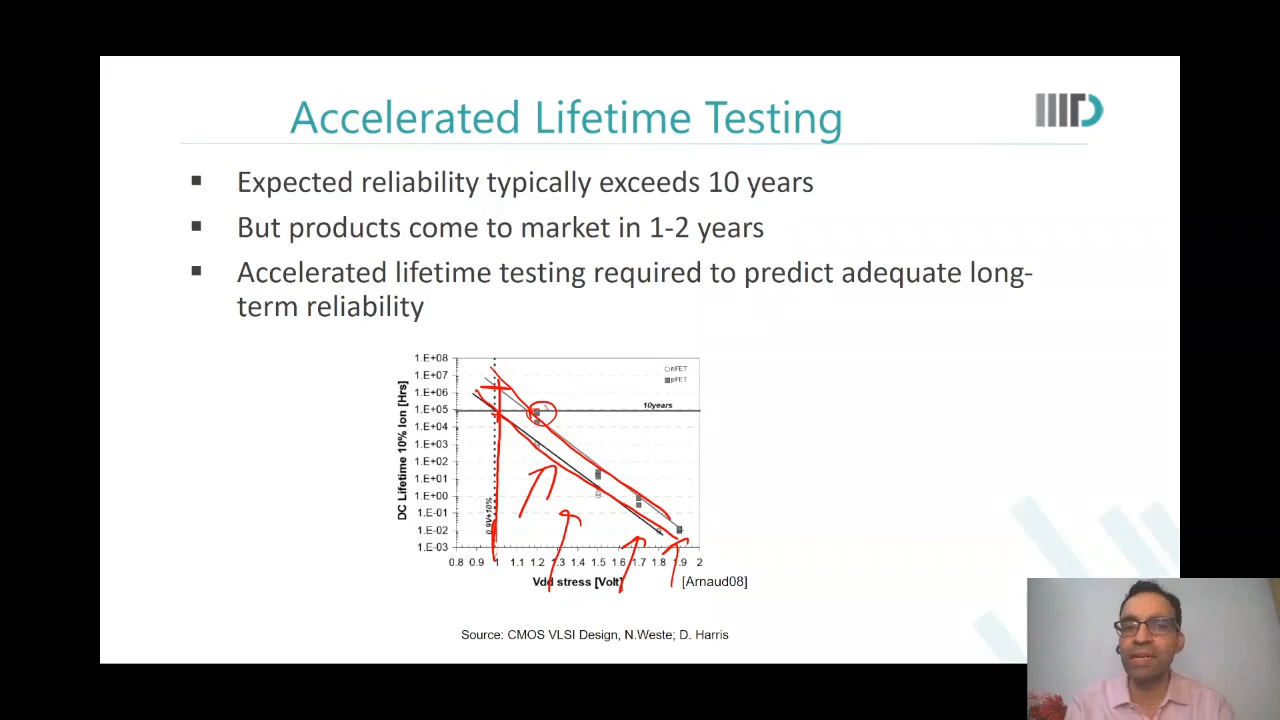 Accelerated Lifetime Testing
Expected reliability typically exceeds 10 years
But products come to market in 1-2 years
Accelerated lifetime testing required to predict adequate long-
term reliability
DC Lifetime 10% Ion [Hrs]
1.E+08
1.E+07
1.E+06
1.E+05
1.E+04
1.E+03
1.E+02
1.E+01
1.E+00
1.E-01
1.E-02
1.E-03
nFET
pFET
10years
0.9V+10%
0.8 0.9 1 1.1 1.2 1.3 1.4 1.5 1.6 1.7 1.8 1.9 2
Vdd stress [Volt]
[Arnaud08]
Source: CMOS VLSI Design, N.Weste; D. Harris